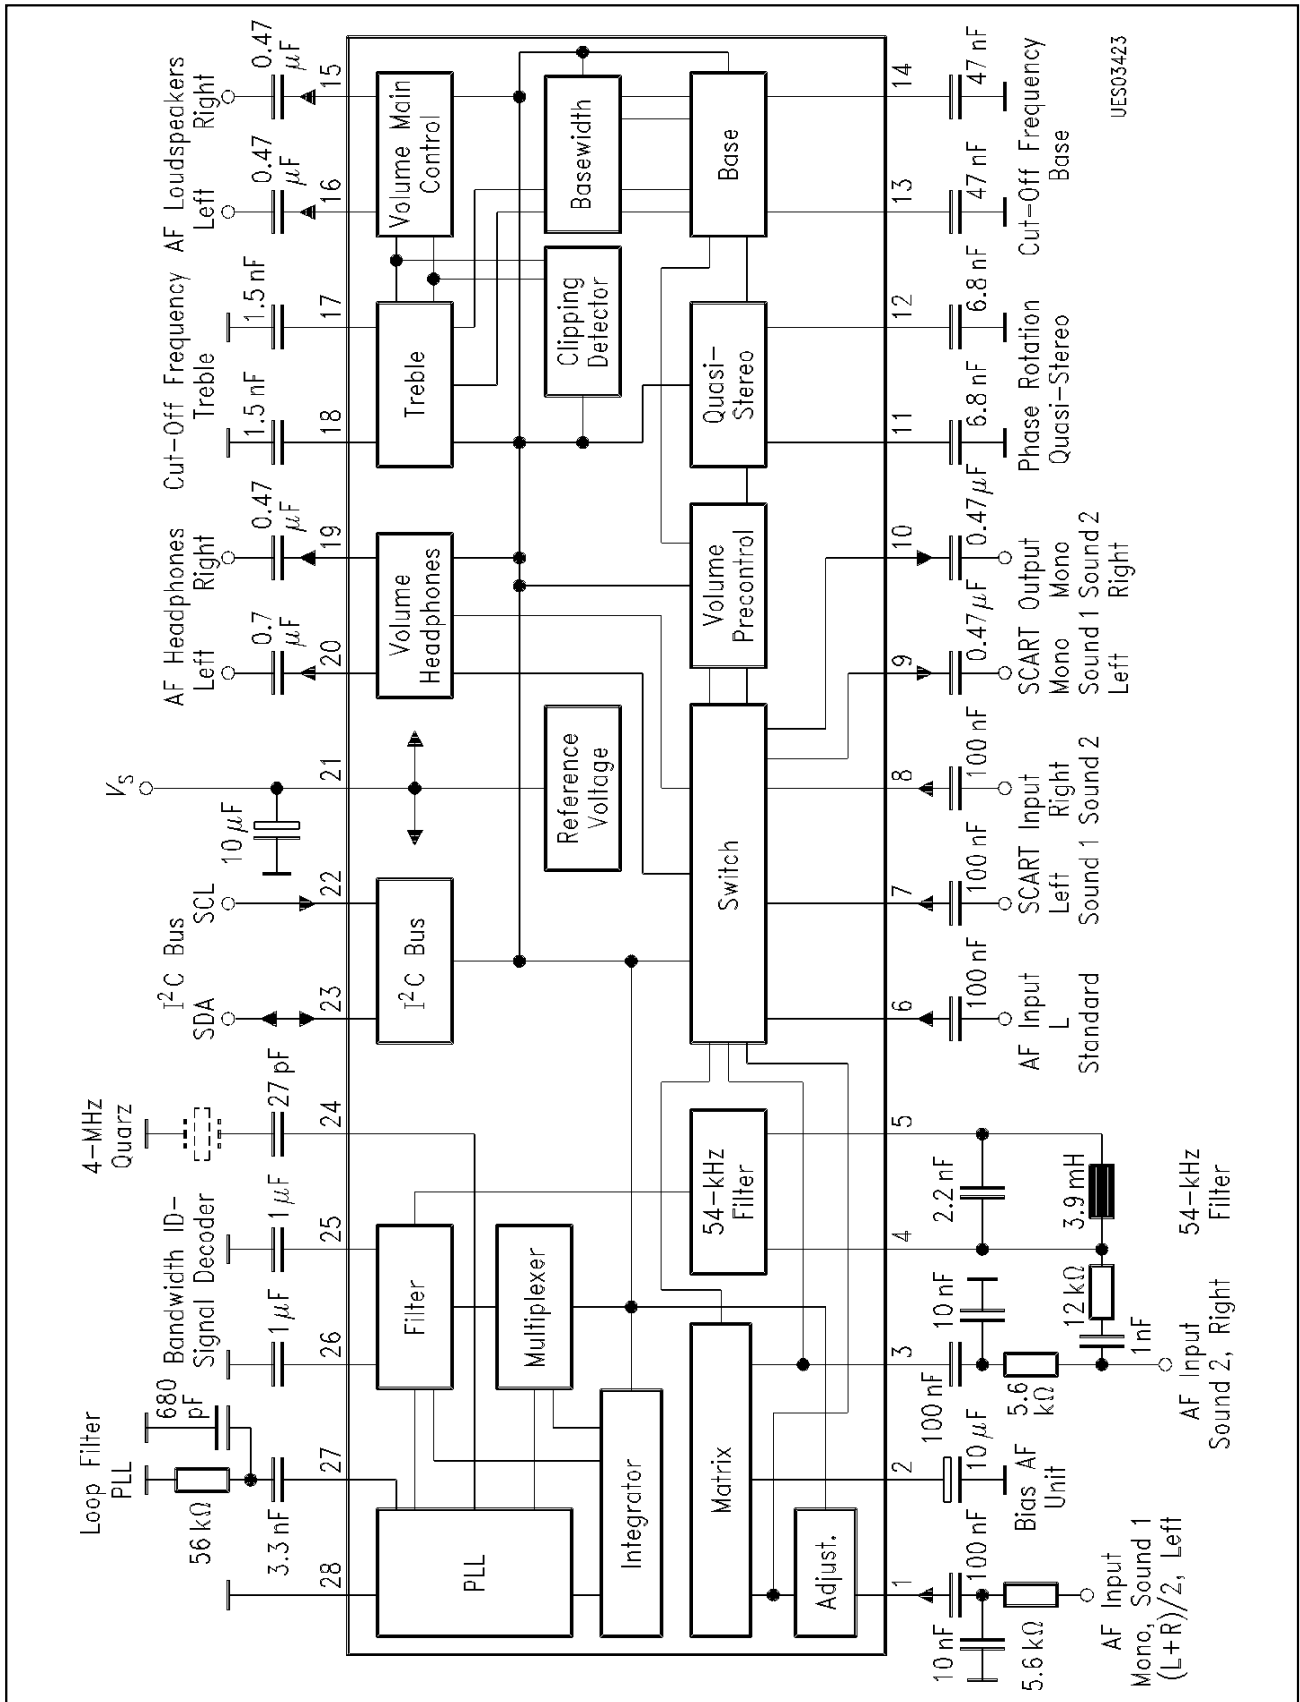 Loop Filter
PLL
56 kΩ
680
pF
3.3 nF
Bandwidth ID-
Signal Decoder
1 μF
1 μF
4-MHz
Quarz
27 pF
I²C Bus
SDA
SCL
Vs
10 μF
AF Headphones
Left
Right
0.7
μF
0.47
μF
Cut-Off Frequency
Treble
1.5 nF
1.5 nF
AF Loudspeakers
Left
Right
0.47
μF
0.47
μF
28
27
26
25
24
23
22
21
20
19
18
17
16
15
PLL
Filter
Multiplexer
Integrator
I²C Bus
Reference
Voltage
Volume
Headphones
Treble
Clipping
Detector
Volume Main
Control
Basewidth
Matrix
Adjust.
54-kHz
Filter
Switch
Volume
Precontrol
Quasi-
Stereo
Base
1
2
3
4
5
6
7
8
9
10
11
12
13
14
10 nF
100 nF
5.6 kΩ
AF Input
Mono, Sound 1
(L+R)/2, Left
10 μF
Bias AF
Unit
100 nF
10 nF
5.6
kΩ
12 kΩ
1nF
AF Input
Sound 2, Right
2.2 nF
3.9 mH
54-kHz
Filter
100 nF
AF Input
L
Standard
100 nF
100 nF
SCART Input
Left Right
Sound 1 Sound 2
0.47μF
0.47μF
SCART Output
Mono Mono
Sound 1 Sound 2
Left Right
6.8 nF
6.8 nF
Phase Rotation
Quasi-Stereo
47 nF
47 nF
Cut-Off Frequency
Base
UES03423